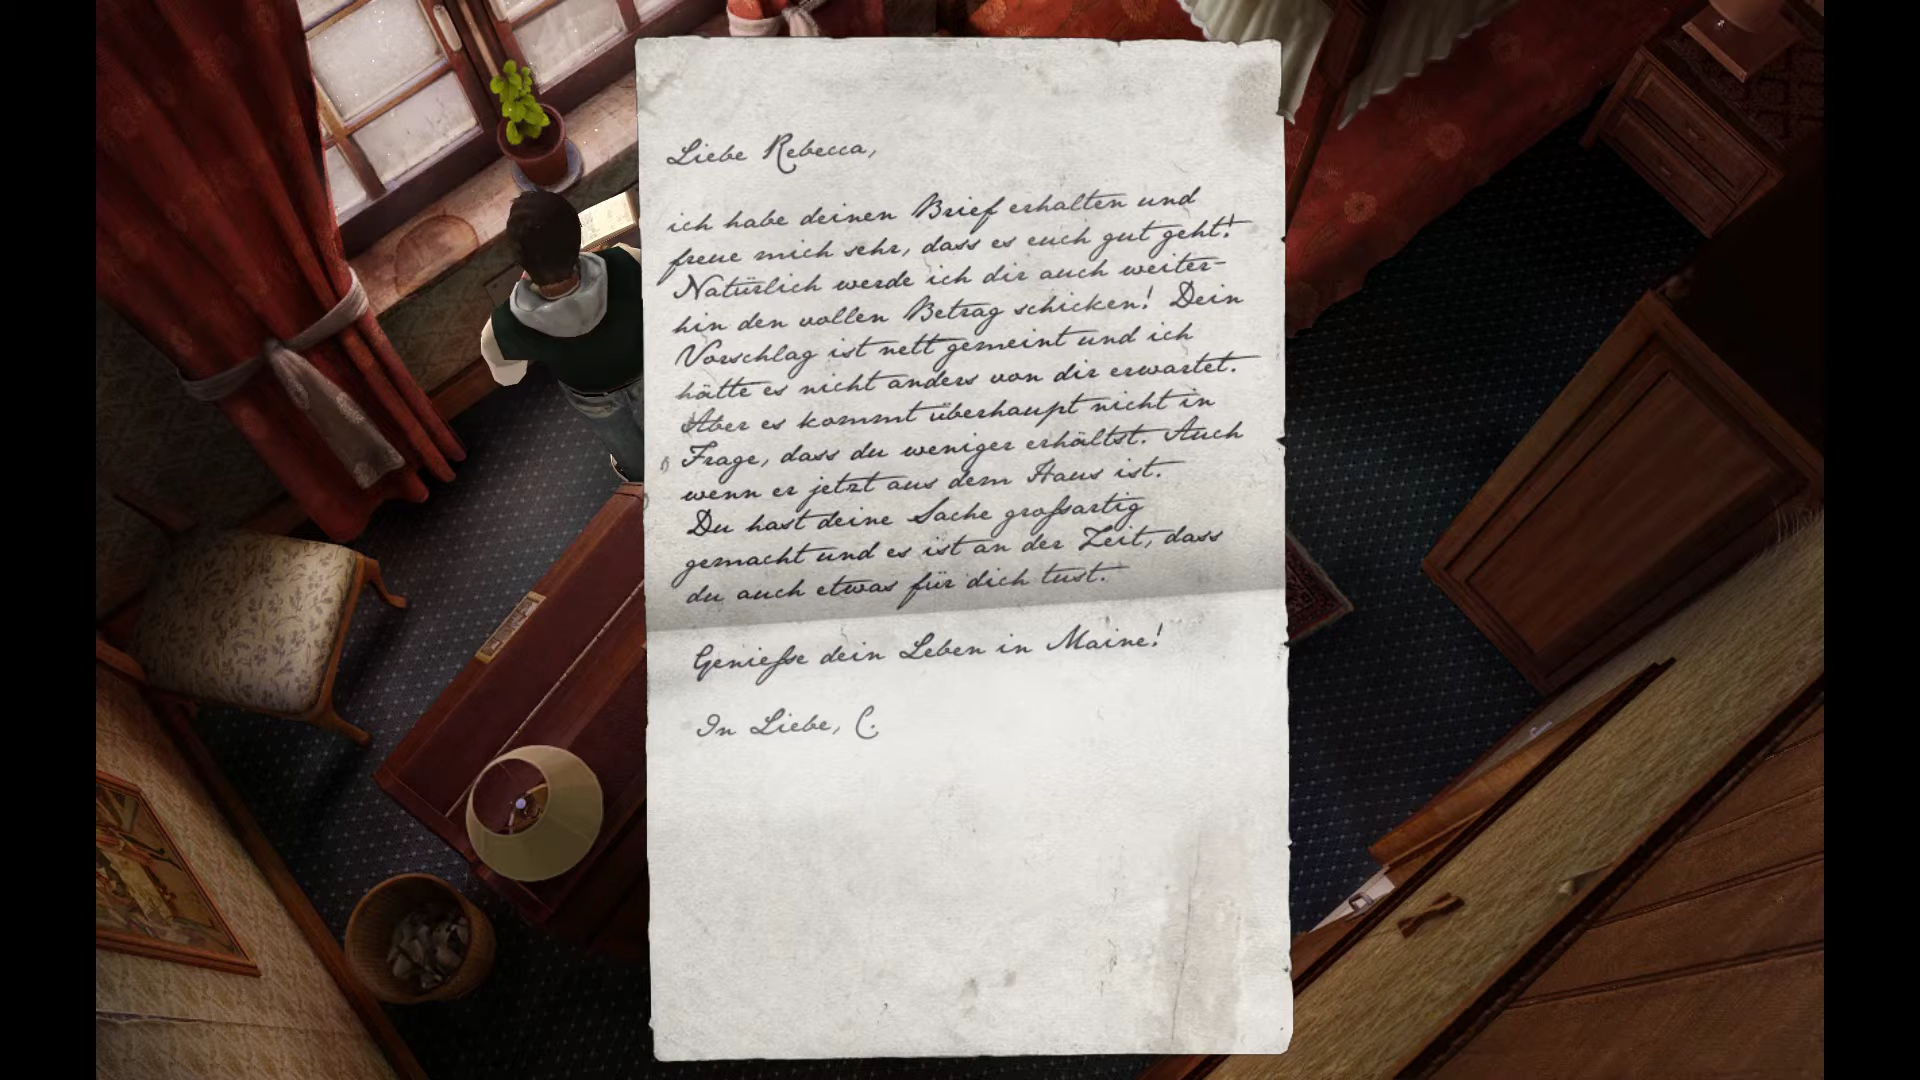 Liebe Rebecca,
ich habe deinen Brief erhalten und
freue mich sehr, dass es euch gut geht!
Natürlich werde ich dir auch weiter-
hin den vollen Betrag schicken! Dein
Vorschlag ist nett gemeint und ich
hätte es nicht anders von dir erwartet.
Aber es kommt überhaupt nicht in
Frage, dass du weniger erhältst. Auch
wenn er jetzt aus dem Haus ist.
Du hast deine Sache großartig
gemacht und es ist an der Zeit, dass
du auch etwas für dich tust.
Genieße dein Leben in Maine!
In Liebe, C.